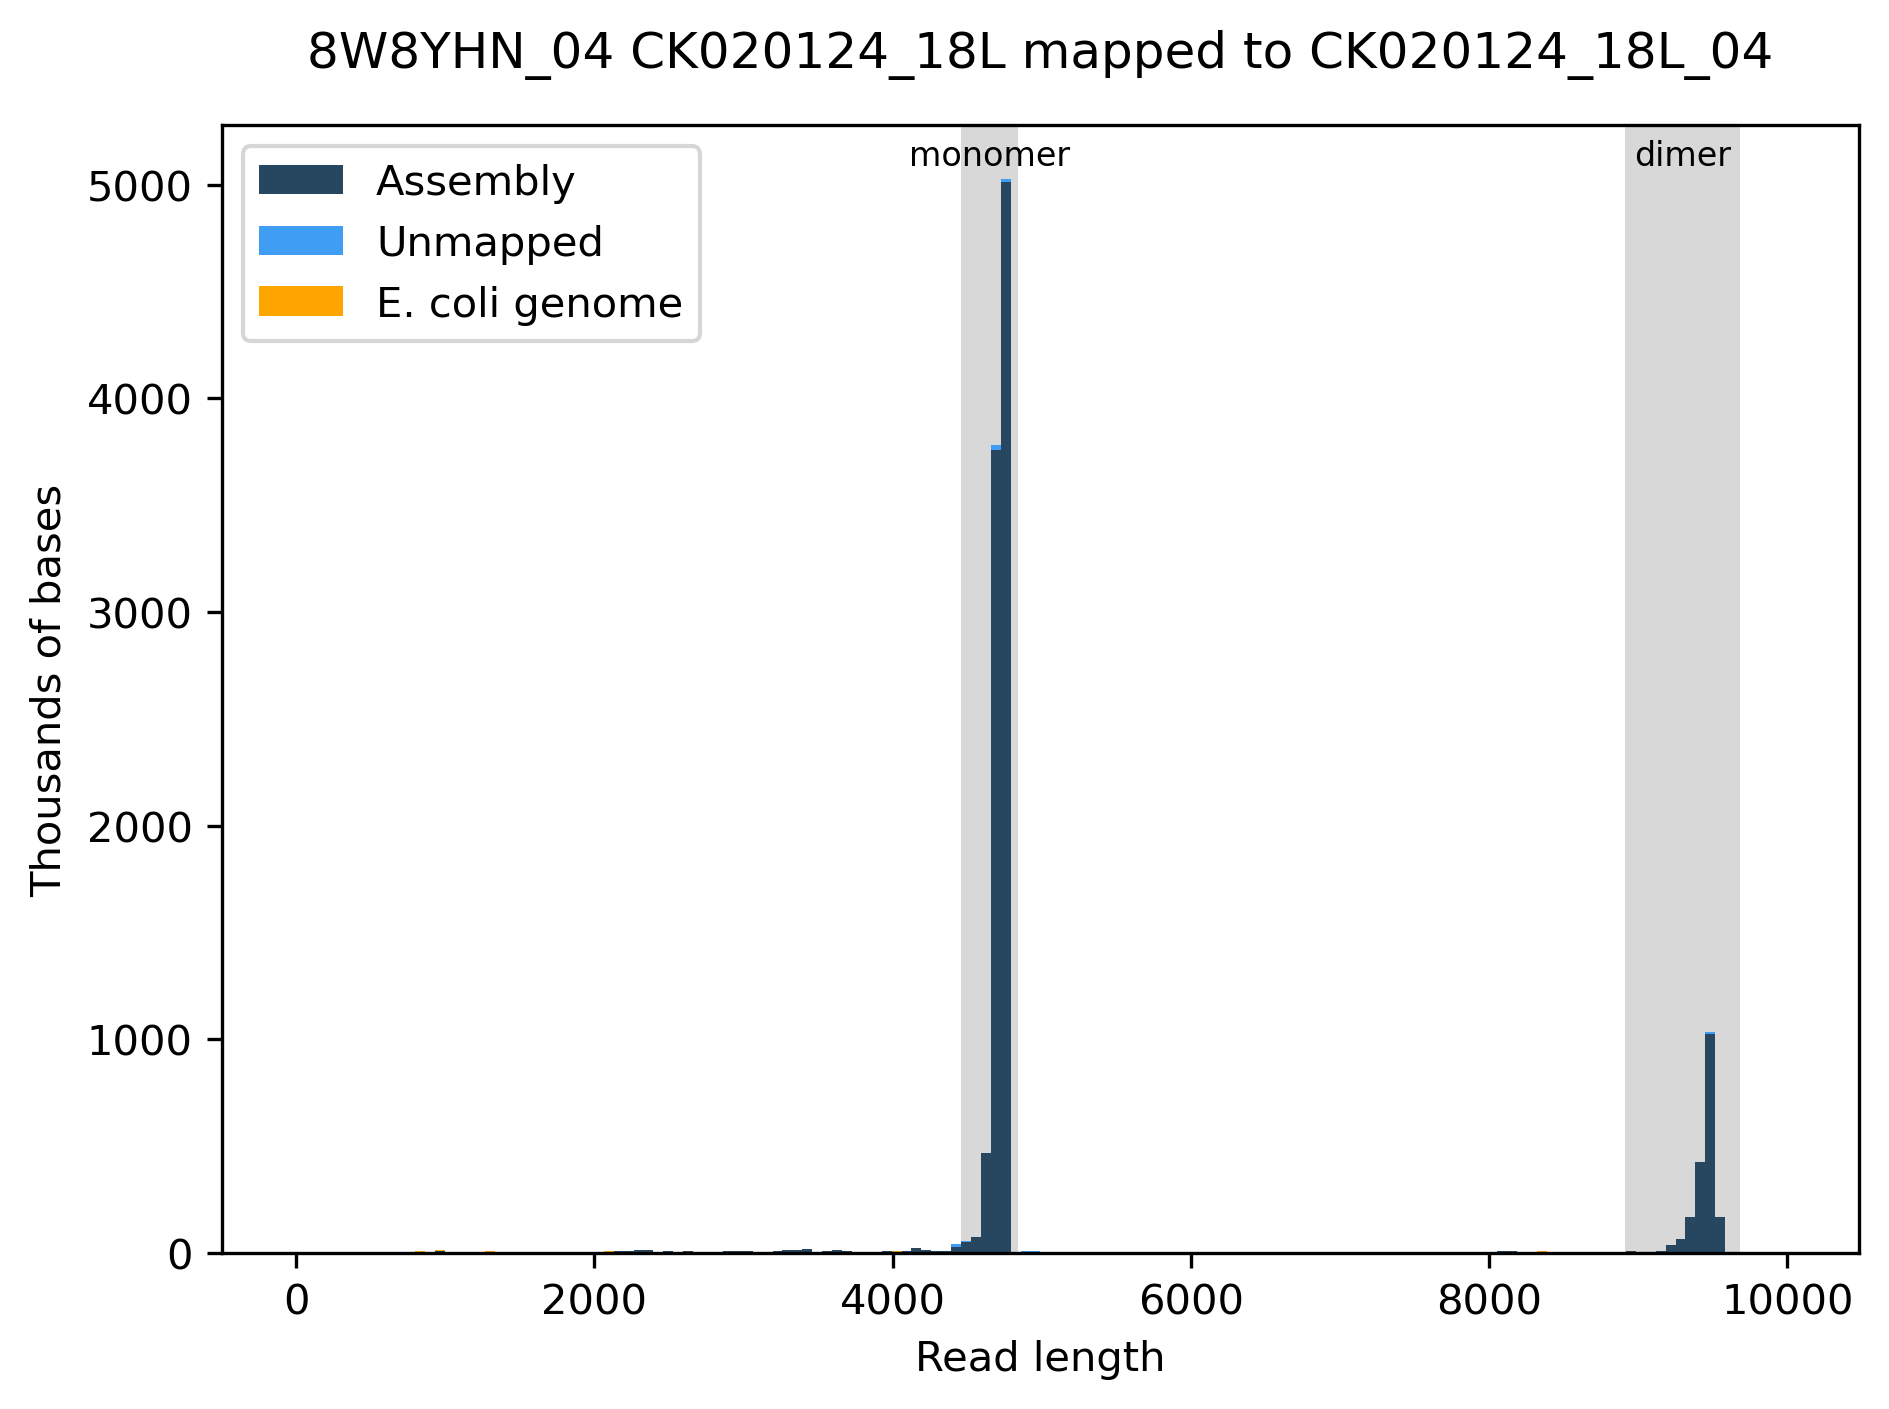 8W8YHN_04 CK020124_18L mapped to CK020124_18L_04
Assembly
Unmapped
E. coli genome
monomer
dimer
5000
4000
3000
2000
1000
0
Thousands of bases
0
2000
4000
6000
8000
10000
Read length